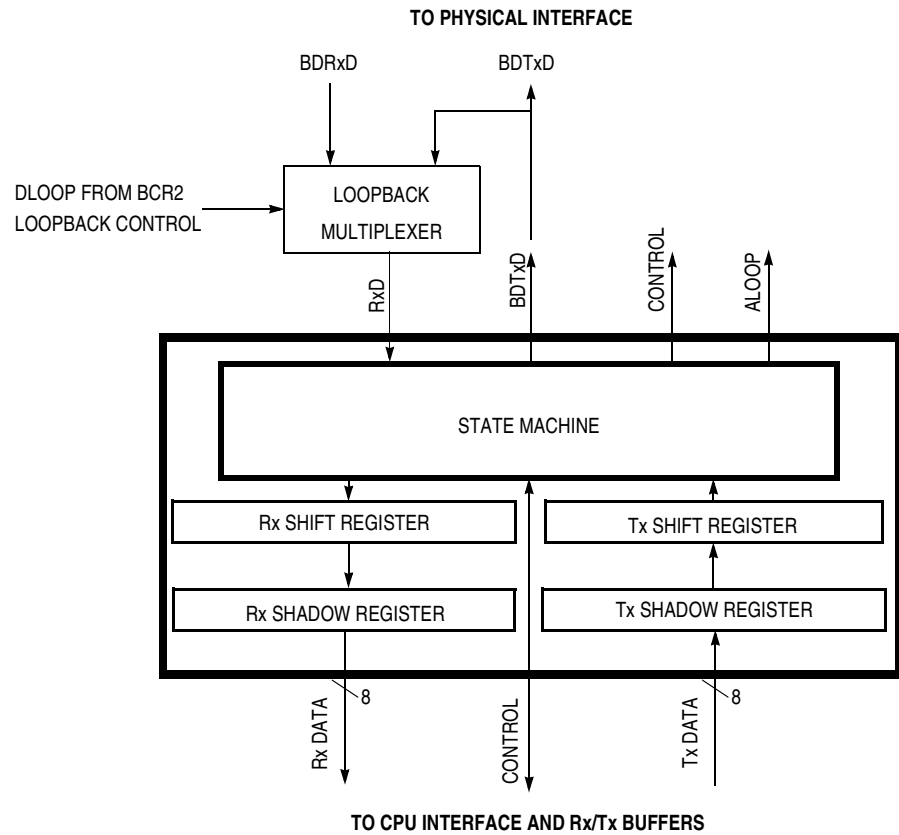 TO PHYSICAL INTERFACE
BDRxD
BDTxD
DLOOP FROM BCR2
LOOPBACK CONTROL
LOOPBACK
MULTIPLEXER
RxD
BDTxD
CONTROL
ALOOP
STATE MACHINE
Rx SHIFT REGISTER
Tx SHIFT REGISTER
Rx SHADOW REGISTER
Tx SHADOW REGISTER
8
8
Rx DATA
CONTROL
Tx DATA
TO CPU INTERFACE AND Rx/Tx BUFFERS